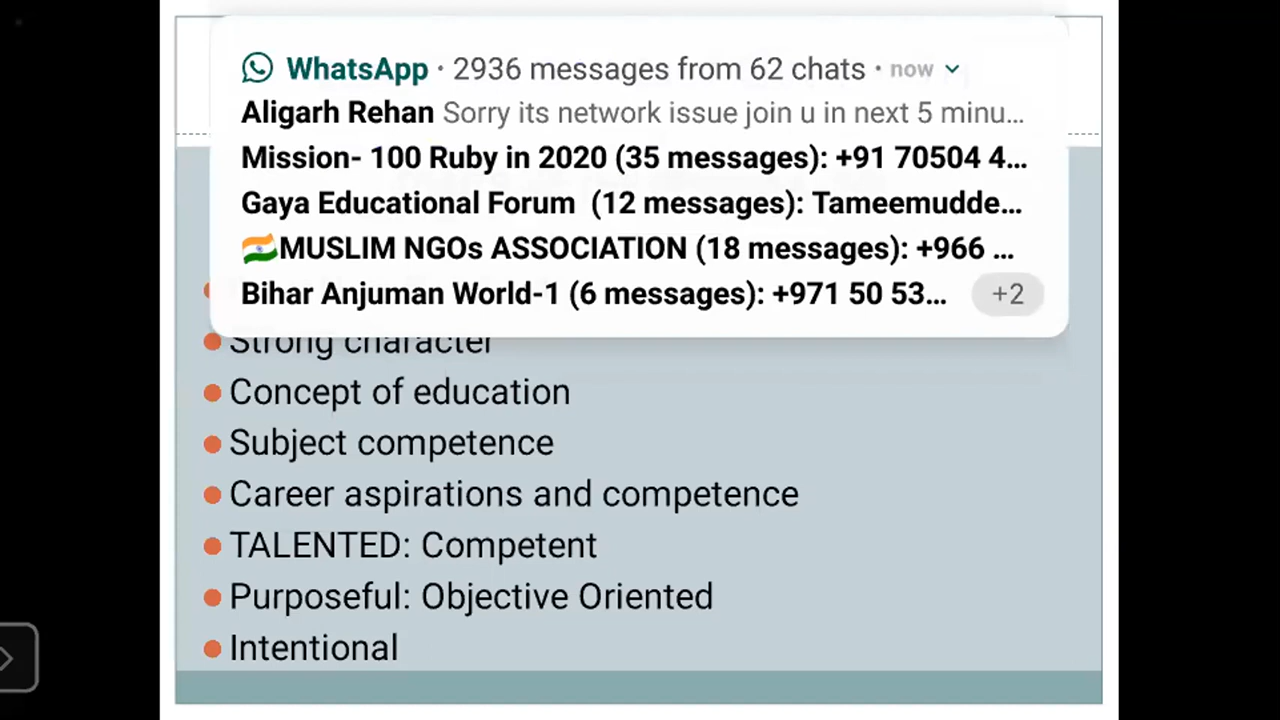 WhatsApp · 2936 messages from 62 chats · now
Aligarh Rehan Sorry its network issue join u in next 5 minu...
Mission- 100 Ruby in 2020 (35 messages): +91 70504 4...
Gaya Educational Forum (12 messages): Tameemudde...
🇮🇳MUSLIM NGOs ASSOCIATION (18 messages): +966 ...
Bihar Anjuman World-1 (6 messages): +971 50 53... +2
Strong character
Concept of education
Subject competence
Career aspirations and competence
TALENTED: Competent
Purposeful: Objective Oriented
Intentional